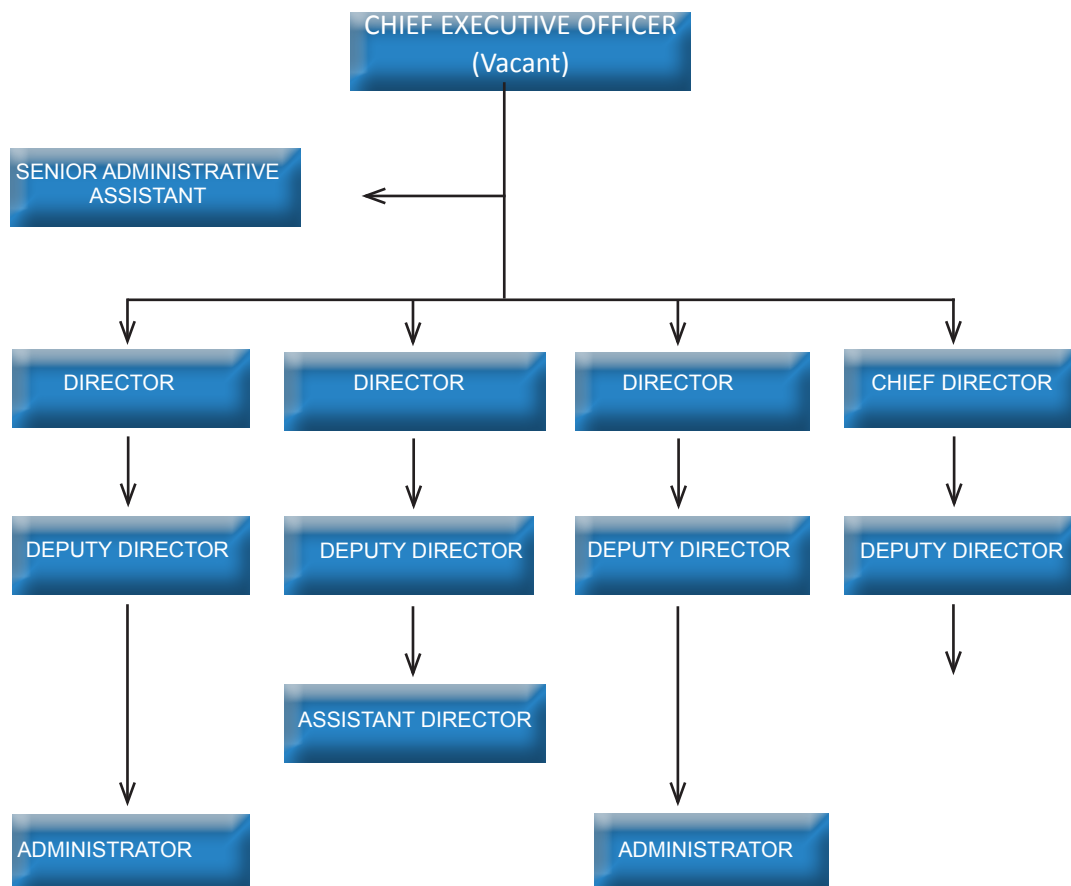 CHIEF EXECUTIVE OFFICER
(Vacant)
SENIOR ADMINISTRATIVE
ASSISTANT
DIRECTOR
DIRECTOR
DIRECTOR
CHIEF DIRECTOR
DEPUTY DIRECTOR
DEPUTY DIRECTOR
DEPUTY DIRECTOR
DEPUTY DIRECTOR
ASSISTANT DIRECTOR
ADMINISTRATOR
ADMINISTRATOR